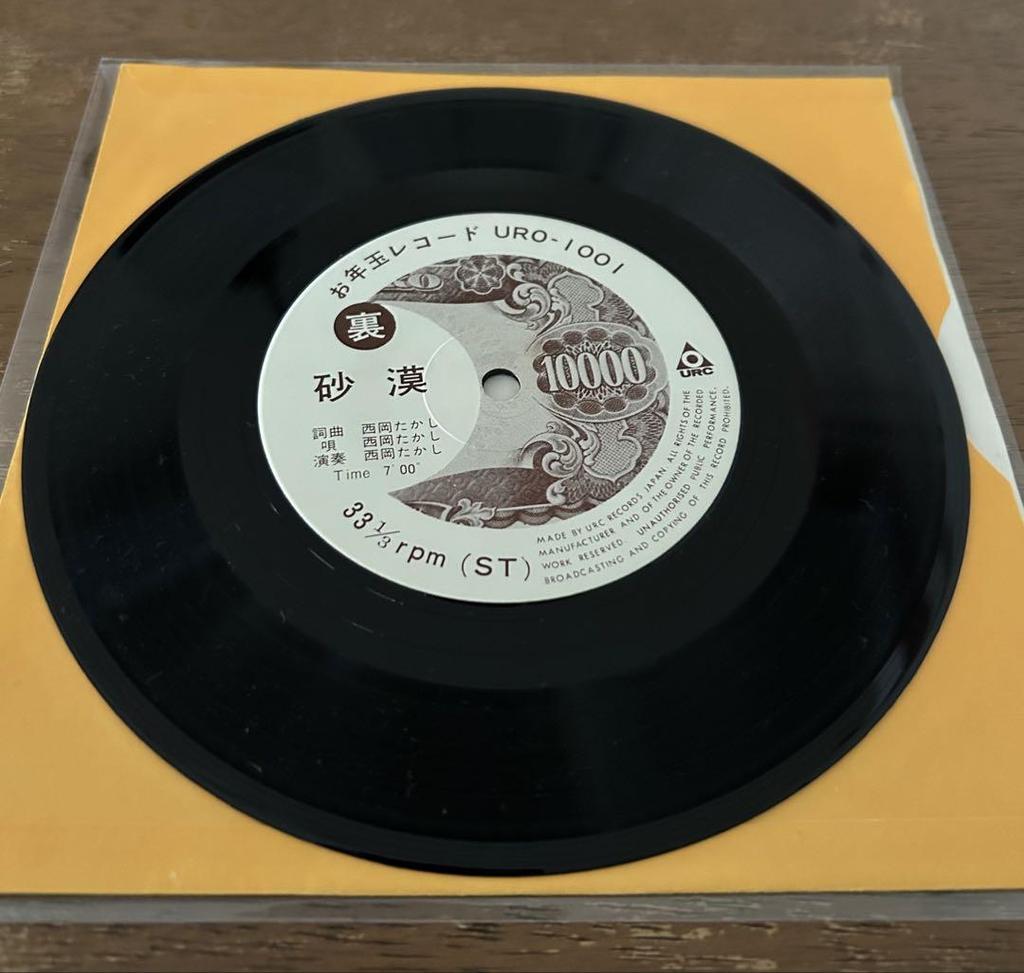 お年玉レコード URO-1001
裏
砂漠
詞曲 西岡たかし
唄 西岡たかし
演奏 西岡たかし
Time 7'00"
33 1/3 rpm (ST)
10000
URC
MADE BY URC RECORDS JAPAN. ALL RIGHTS OF THE
MANUFACTURER AND OF THE OWNER OF THE RECORDED
WORK RESERVED. UNAUTHORISED PUBLIC PERFORMANCE,
BROADCASTING AND COPYING OF THIS RECORD PROHIBITED.